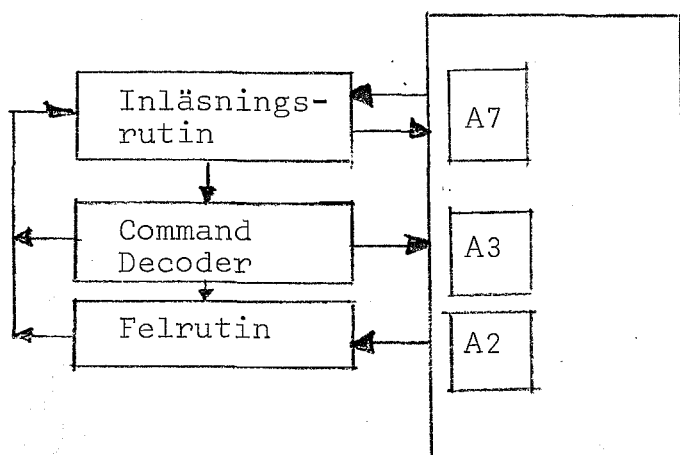 Inläsnings-
rutin
A7
Command
Decoder
A3
Felrutin
A2